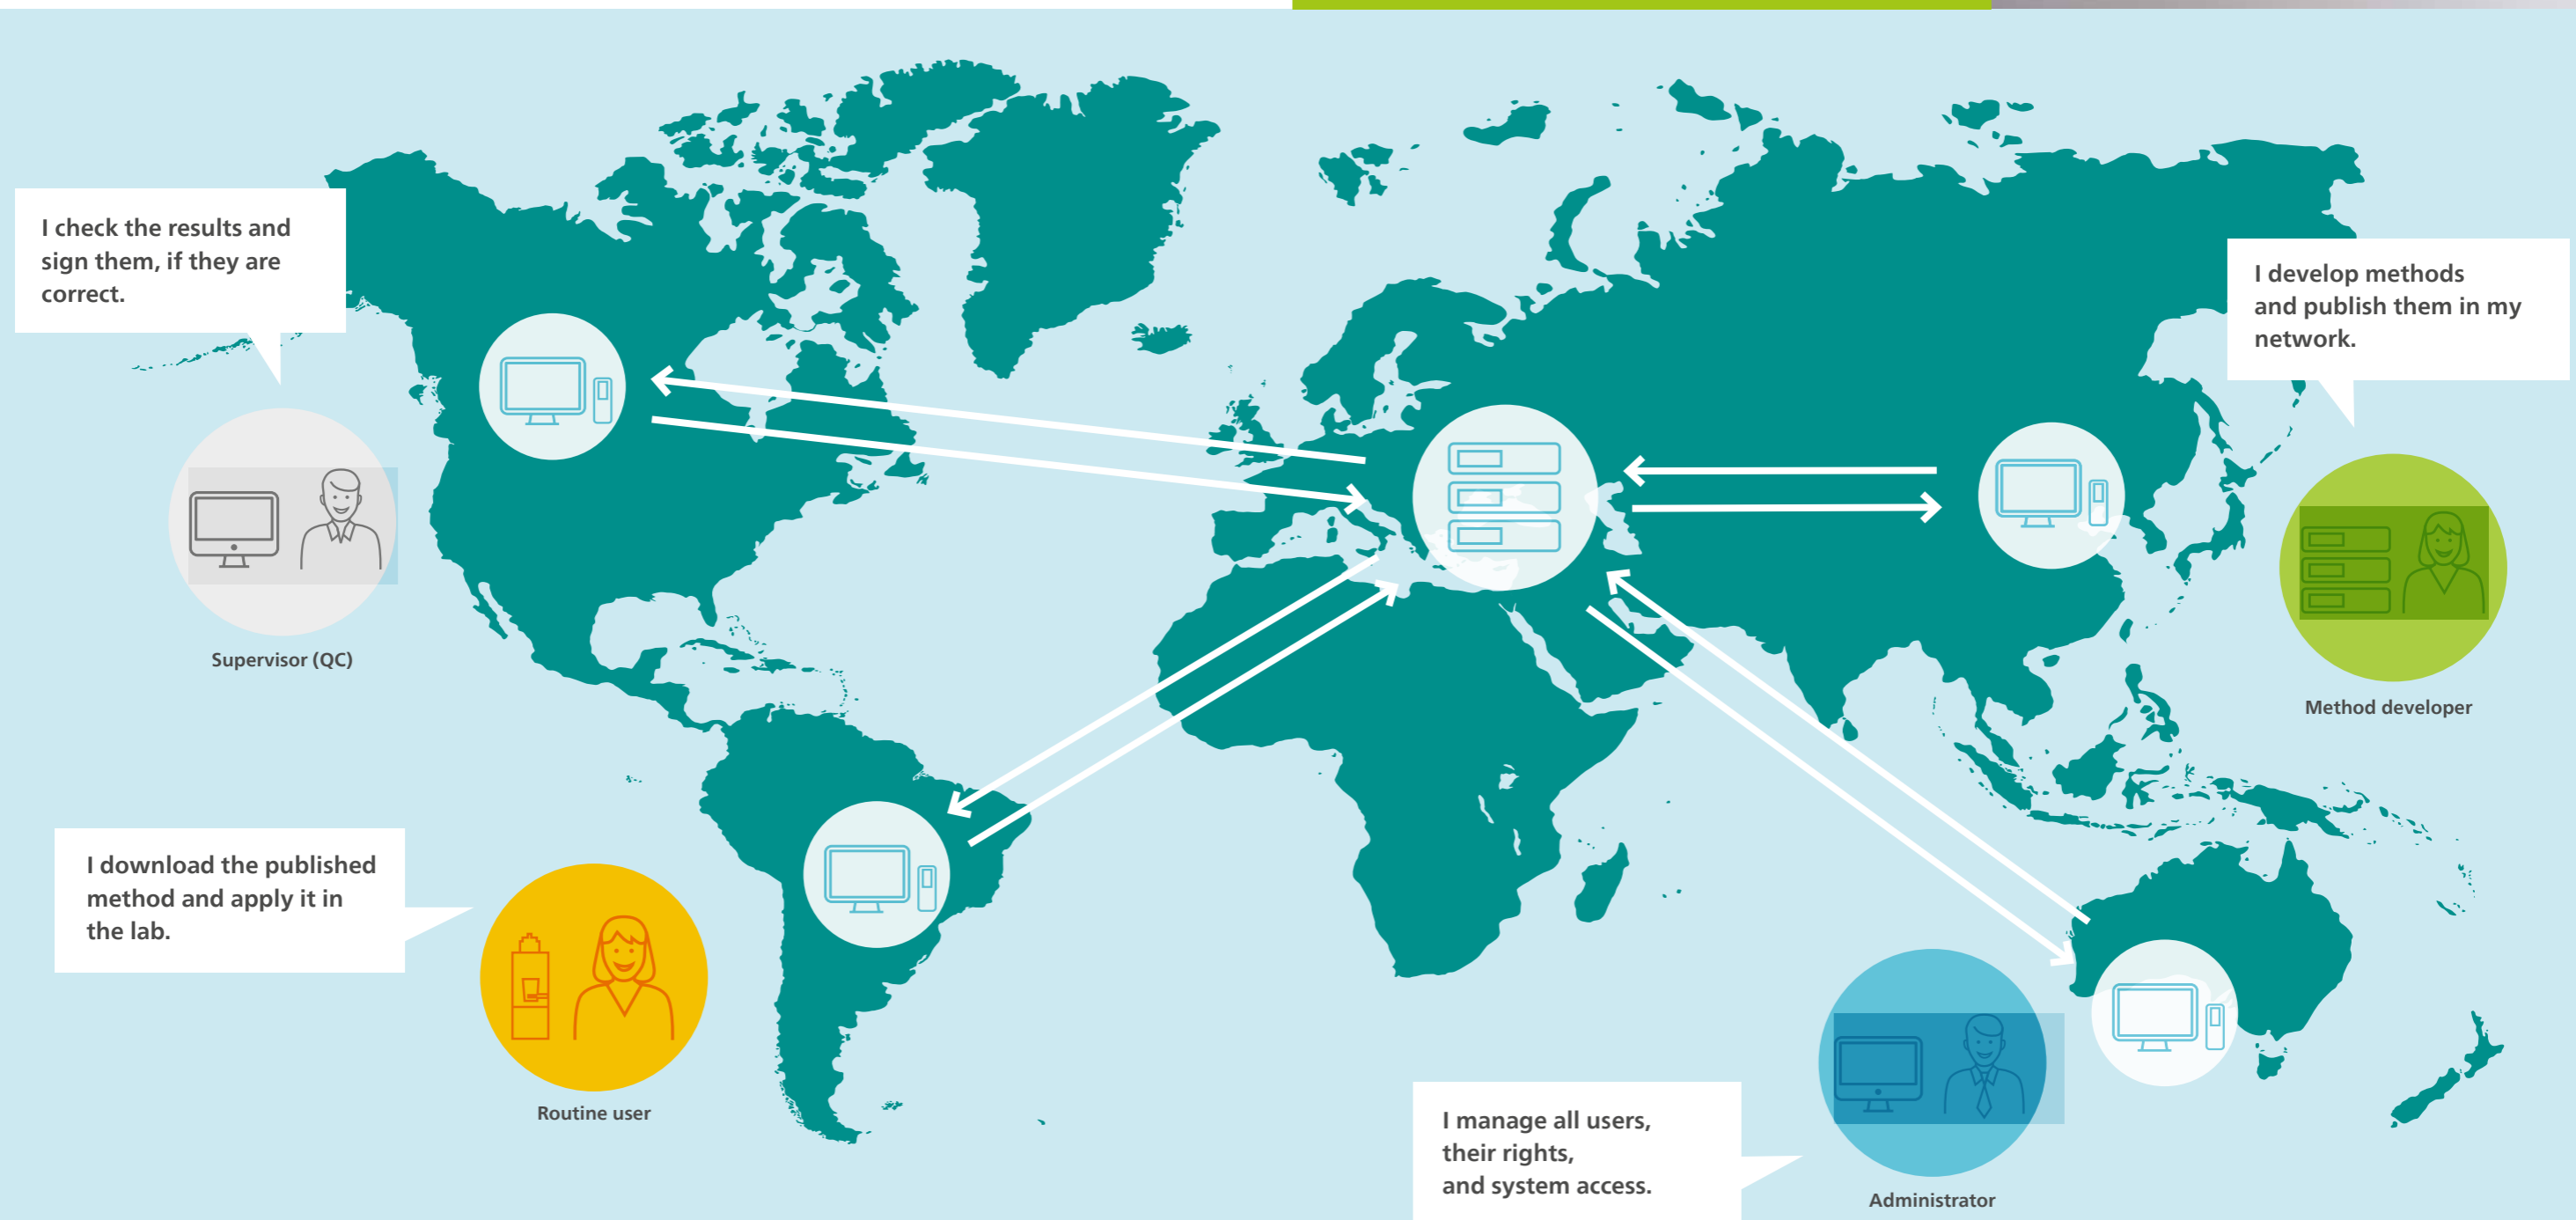 I check the results and
sign them, if they are
correct.
Supervisor (QC)
I develop methods
and publish them in my
network.
Method developer
I download the published
method and apply it in
the lab.
Routine user
I manage all users,
their rights,
and system access.
Administrator